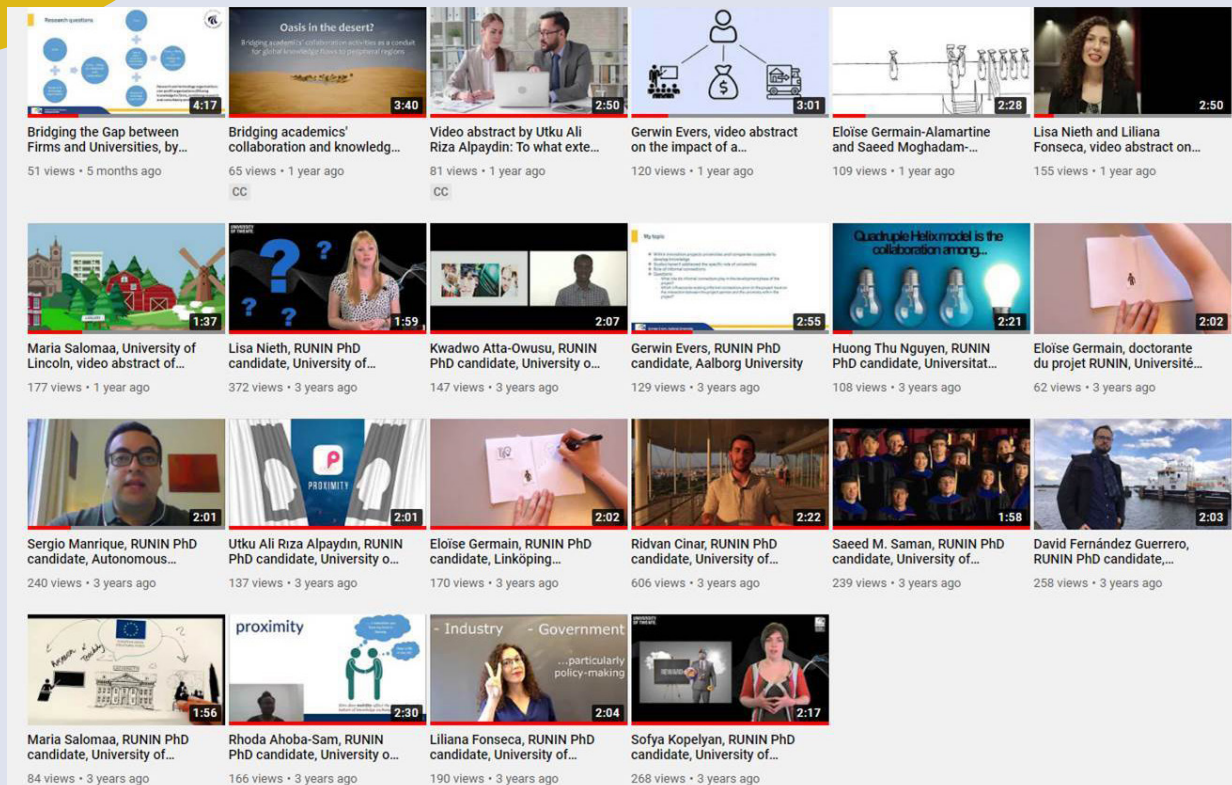 Research questions
4:17
Oasis in the desert?
Bridging academics' collaboration activities as a conduit
for global knowledge flows to peripheral regions
3:40
2:50
3:01
2:28
2:50
Bridging the Gap between
Firms and Universities, by...
51 views • 5 months ago
Bridging academics'
collaboration and knowledg...
65 views • 1 year ago
CC
Video abstract by Utku Ali
Riza Alpaydin: To what exte...
81 views • 1 year ago
CC
Gerwin Evers, video abstract
on the impact of a...
120 views • 1 year ago
Eloïse Germain-Alamartine
and Saeed Moghadam-...
109 views • 1 year ago
Lisa Nieth and Liliana
Fonseca, video abstract on...
155 views • 1 year ago
1:37
UNIVERSITY
OF TWENTE
? ? ? ?
1:59
2:07
My topic
2:55
Quadruple Helix model is the
collaboration among...
2:21
2:02
Maria Salomaa, University of
Lincoln, video abstract of...
177 views • 1 year ago
Lisa Nieth, RUNIN PhD
candidate, University of...
372 views • 3 years ago
Kwadwo Atta-Owusu, RUNIN
PhD candidate, University o...
147 views • 3 years ago
Gerwin Evers, RUNIN PhD
candidate, Aalborg University
129 views • 3 years ago
Huong Thu Nguyen, RUNIN
PhD candidate, Universitat...
108 views • 3 years ago
Eloïse Germain, doctorante
du projet RUNIN, Université...
62 views • 3 years ago
2:01
PROXIMITY
2:01
2:02
2:22
1:58
2:03
Sergio Manrique, RUNIN PhD
candidate, Autonomous...
240 views • 3 years ago
Utku Ali Rıza Alpaydın, RUNIN
PhD candidate, University o...
137 views • 3 years ago
Eloïse Germain, RUNIN PhD
candidate, Linköping...
170 views • 3 years ago
Ridvan Cinar, RUNIN PhD
candidate, University of...
606 views • 3 years ago
Saeed M. Saman, RUNIN PhD
candidate, University of...
239 views • 3 years ago
David Fernández Guerrero,
RUNIN PhD candidate,...
258 views • 3 years ago
1:56
proximity
2:30
- Industry - Government
...particularly
policy-making
2:04
UNIVERSITY
OF TWENTE
2:17
Maria Salomaa, RUNIN PhD
candidate, University of...
84 views • 3 years ago
Rhoda Ahoba-Sam, RUNIN
PhD candidate, University o...
166 views • 3 years ago
Liliana Fonseca, RUNIN PhD
candidate, University of...
190 views • 3 years ago
Sofya Kopelyan, RUNIN PhD
candidate, University of...
268 views • 3 years ago